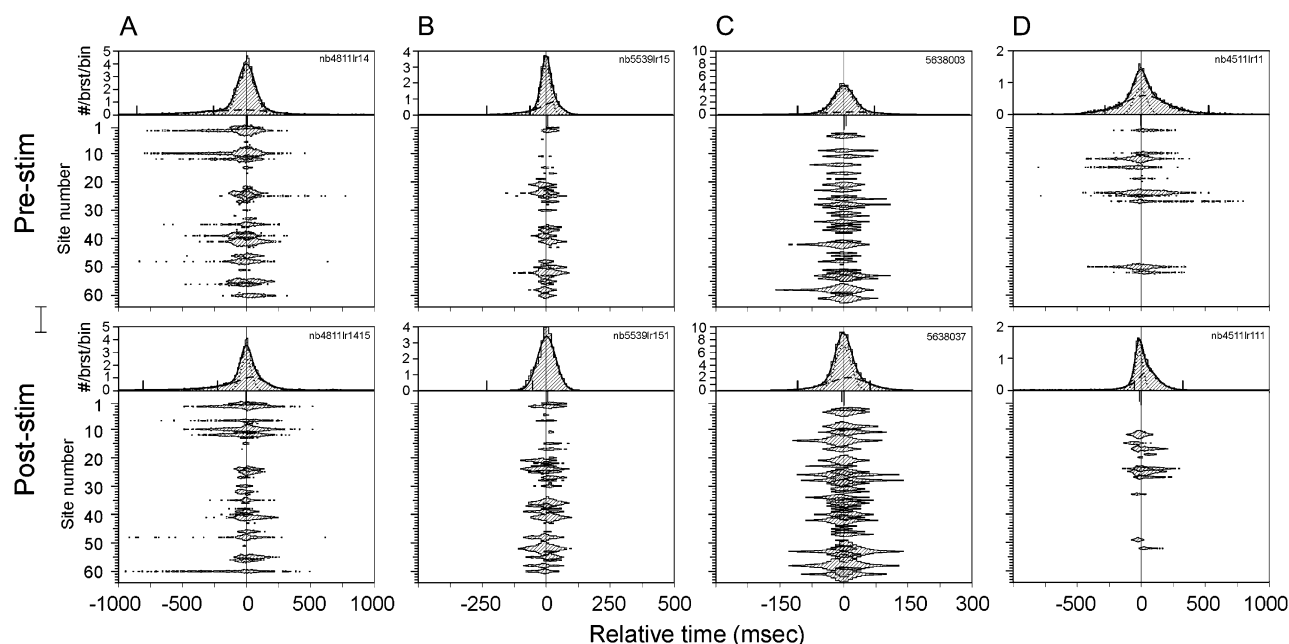 A B C D
Pre-stim
#/brst/bin
5 4 3 2 1 0
nb4811lr14
4 3 2 1 0
nb5539lr15
10 8 6 4 2 0
5638003
2 1 0
nb4511lr11
Site number
1 10 20 30 40 50 60
Post-stim
#/brst/bin
5 4 3 2 1 0
nb4811lr1415
4 3 2 1 0
nb5539lr151
10 8 6 4 2 0
5638037
2 1 0
nb4511lr111
Site number
1 10 20 30 40 50 60
-1000 -500 0 500 1000
-250 0 250 500
-150 0 150 300
-500 0 500 1000
Relative time (msec)